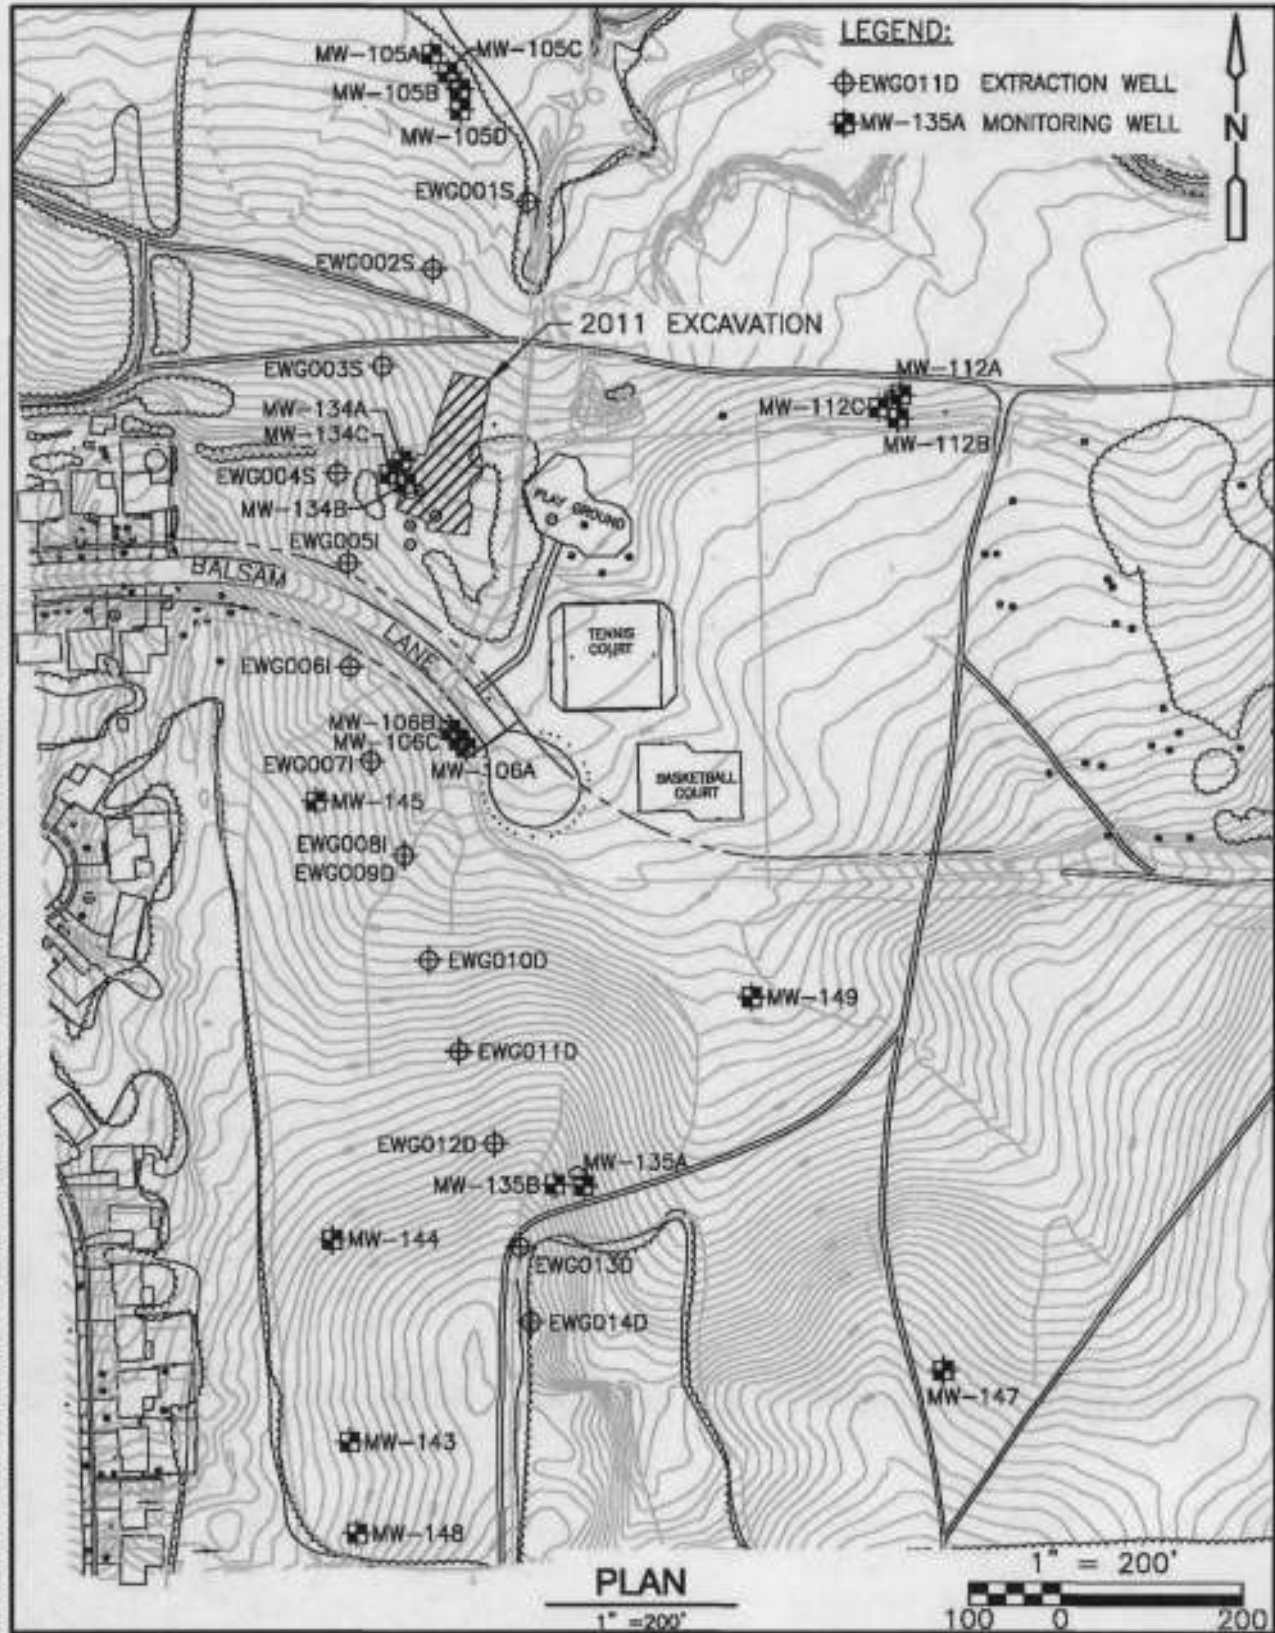 LEGEND:
EWG011D EXTRACTION WELL
MW-135A MONITORING WELL
N
MW-105A
MW-105C
MW-105B
MW-105D
EWG001S
EWG002S
2011 EXCAVATION
EWG003S
MW-112A
MW-134A
MW-112C
MW-134C
MW-112B
EWG004S
PLAY GROUND
MW-134B
EWG005I
BALSAM LANE
TENNIS
COURT
EWG006I
MW-106B
MW-106C
EWG007I
MW-106A
BASKETBALL
COURT
MW-145
EWG008I
EWG009D
EWG010D
MW-149
EWG011D
EWG012D
MW-135A
MW-135B
MW-144
EWG013D
EWG014D
MW-147
MW-143
MW-148
PLAN
1" =200'
1" = 200'
100 0 200